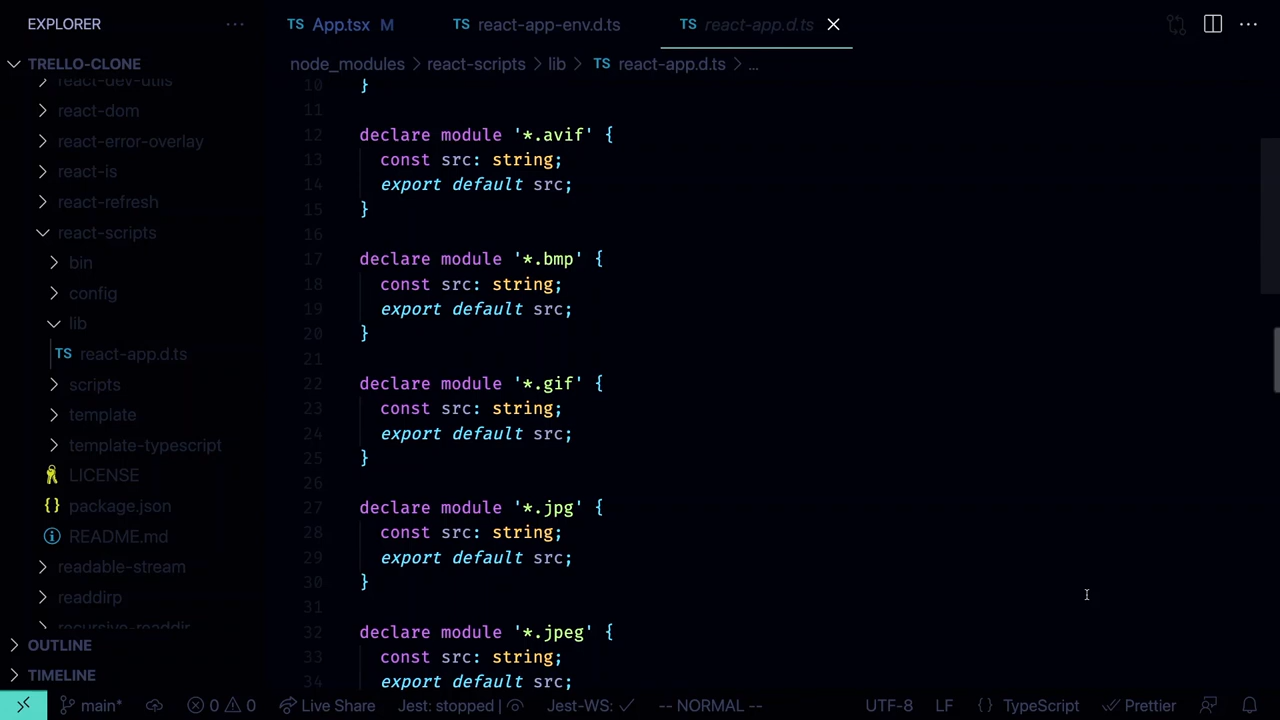 EXPLORER
TRELLO-CLONE
react-dev-utils
react-dom
react-error-overlay
react-is
react-refresh
react-scripts
bin
config
lib
TS react-app.d.ts
scripts
template
template-typescript
LICENSE
{} package.json
README.md
readable-stream
readdirp
recursive-readdir
OUTLINE
TIMELINE
TS App.tsx M
TS react-app-env.d.ts
TS react-app.d.ts
node_modules > react-scripts > lib > TS react-app.d.ts > ...
10 }
11
12 declare module '*.avif' {
13 const src: string;
14 export default src;
15 }
16
17 declare module '*.bmp' {
18 const src: string;
19 export default src;
20 }
21
22 declare module '*.gif' {
23 const src: string;
24 export default src;
25 }
26
27 declare module '*.jpg' {
28 const src: string;
29 export default src;
30 }
31
32 declare module '*.jpeg' {
33 const src: string;
34 export default src;
main* 0 0 Live Share Jest: stopped | Jest-WS: -- NORMAL -- UTF-8 LF {} TypeScript Prettier